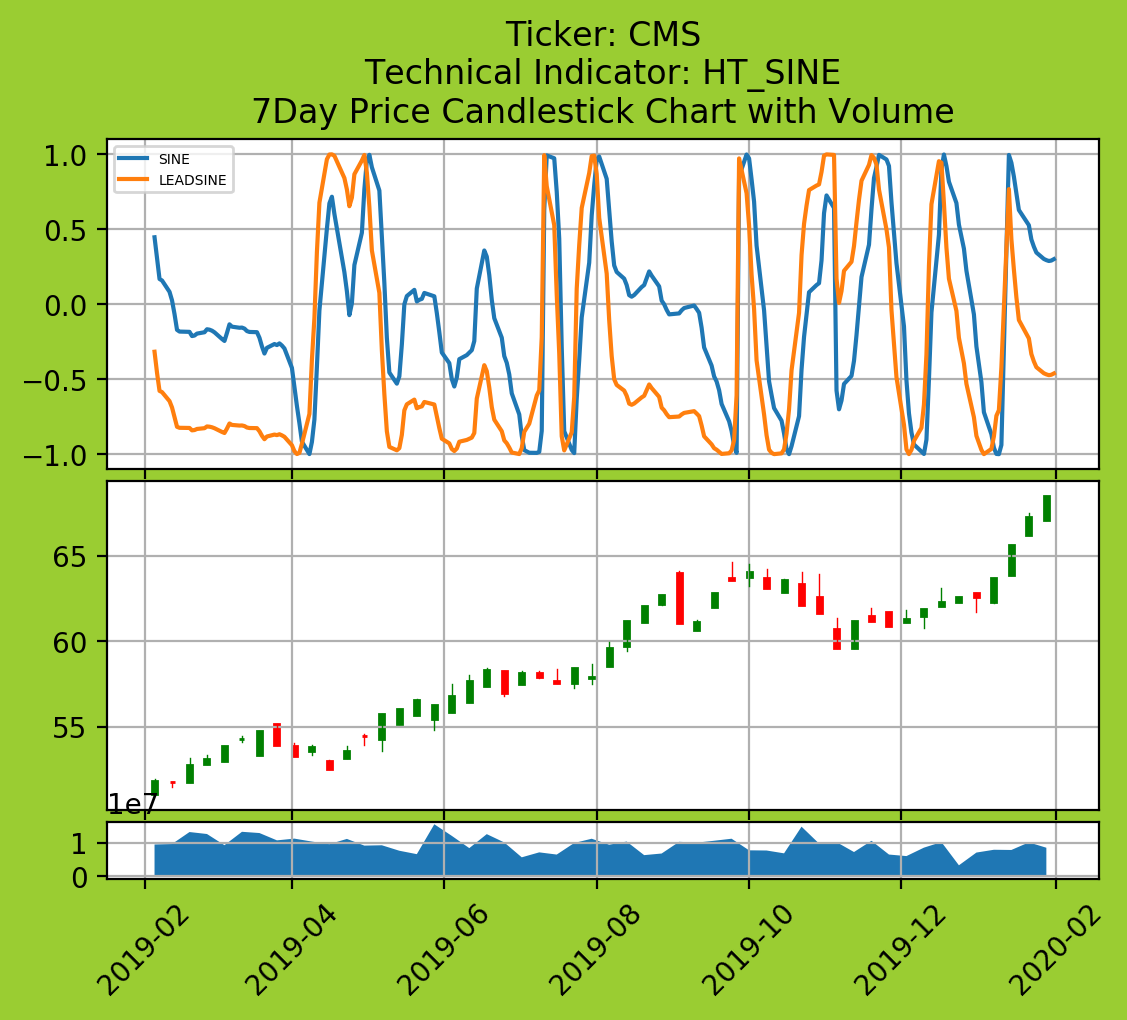 Ticker: CMS
Technical Indicator: HT_SINE
7Day Price Candlestick Chart with Volume
SINE
LEADSINE
1.0
0.5
0.0
−0.5
−1.0
65
60
55
1e7
1
0
2019-02
2019-04
2019-06
2019-08
2019-10
2019-12
2020-02